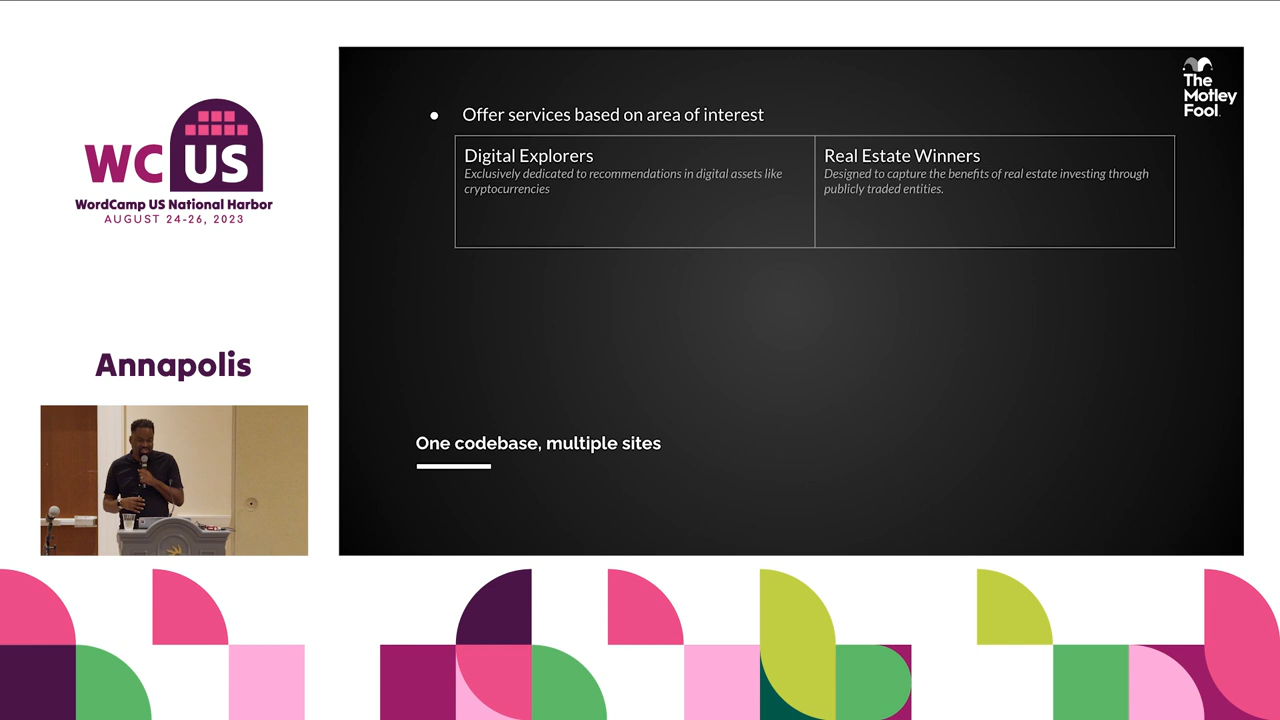 WC US
WordCamp US National Harbor
AUGUST 24-26, 2023
Annapolis
The
Motley
Fool.
● Offer services based on area of interest
Digital Explorers
Exclusively dedicated to recommendations in digital assets like
cryptocurrencies
Real Estate Winners
Designed to capture the benefits of real estate investing through
publicly traded entities.
One codebase, multiple sites